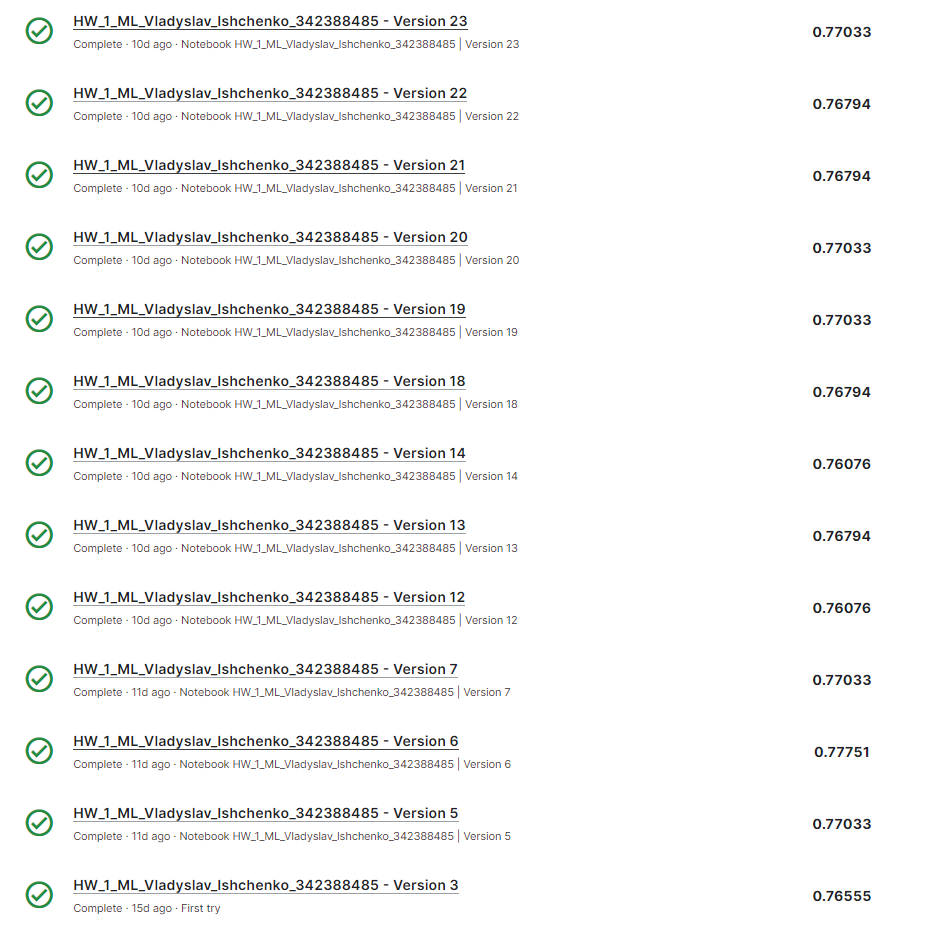 HW_1_ML_Vladyslav_Ishchenko_342388485 - Version 23
0.77033
Complete · 10d ago · Notebook HW_1_ML_Vladyslav_Ishchenko_342388485 | Version 23
HW_1_ML_Vladyslav_Ishchenko_342388485 - Version 22
0.76794
Complete · 10d ago · Notebook HW_1_ML_Vladyslav_Ishchenko_342388485 | Version 22
HW_1_ML_Vladyslav_Ishchenko_342388485 - Version 21
0.76794
Complete · 10d ago · Notebook HW_1_ML_Vladyslav_Ishchenko_342388485 | Version 21
HW_1_ML_Vladyslav_Ishchenko_342388485 - Version 20
0.77033
Complete · 10d ago · Notebook HW_1_ML_Vladyslav_Ishchenko_342388485 | Version 20
HW_1_ML_Vladyslav_Ishchenko_342388485 - Version 19
0.77033
Complete · 10d ago · Notebook HW_1_ML_Vladyslav_Ishchenko_342388485 | Version 19
HW_1_ML_Vladyslav_Ishchenko_342388485 - Version 18
0.76794
Complete · 10d ago · Notebook HW_1_ML_Vladyslav_Ishchenko_342388485 | Version 18
HW_1_ML_Vladyslav_Ishchenko_342388485 - Version 14
0.76076
Complete · 10d ago · Notebook HW_1_ML_Vladyslav_Ishchenko_342388485 | Version 14
HW_1_ML_Vladyslav_Ishchenko_342388485 - Version 13
0.76794
Complete · 10d ago · Notebook HW_1_ML_Vladyslav_Ishchenko_342388485 | Version 13
HW_1_ML_Vladyslav_Ishchenko_342388485 - Version 12
0.76076
Complete · 10d ago · Notebook HW_1_ML_Vladyslav_Ishchenko_342388485 | Version 12
HW_1_ML_Vladyslav_Ishchenko_342388485 - Version 7
0.77033
Complete · 11d ago · Notebook HW_1_ML_Vladyslav_Ishchenko_342388485 | Version 7
HW_1_ML_Vladyslav_Ishchenko_342388485 - Version 6
0.77751
Complete · 11d ago · Notebook HW_1_ML_Vladyslav_Ishchenko_342388485 | Version 6
HW_1_ML_Vladyslav_Ishchenko_342388485 - Version 5
0.77033
Complete · 11d ago · Notebook HW_1_ML_Vladyslav_Ishchenko_342388485 | Version 5
HW_1_ML_Vladyslav_Ishchenko_342388485 - Version 3
0.76555
Complete · 15d ago · First try